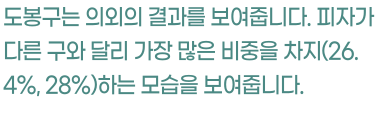 도봉구는 의외의 결과를 보여줍니다. 피자가
다른 구와 달리 가장 많은 비중을 차지(26.
4%, 28%)하는 모습을 보여줍니다.